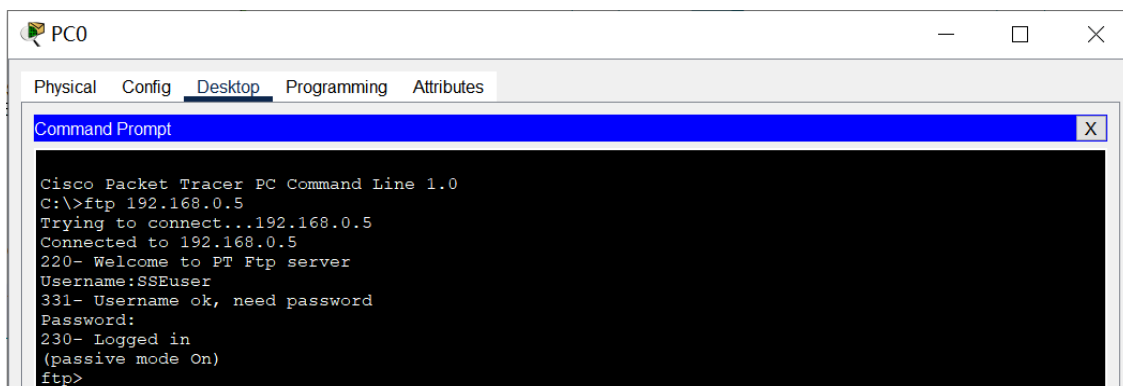 PC0
Physical Config Desktop Programming Attributes
Command Prompt
X
Cisco Packet Tracer PC Command Line 1.0
C:\>ftp 192.168.0.5
Trying to connect...192.168.0.5
Connected to 192.168.0.5
220- Welcome to PT Ftp server
Username:SSEuser
331- Username ok, need password
Password:
230- Logged in
(passive mode On)
ftp>